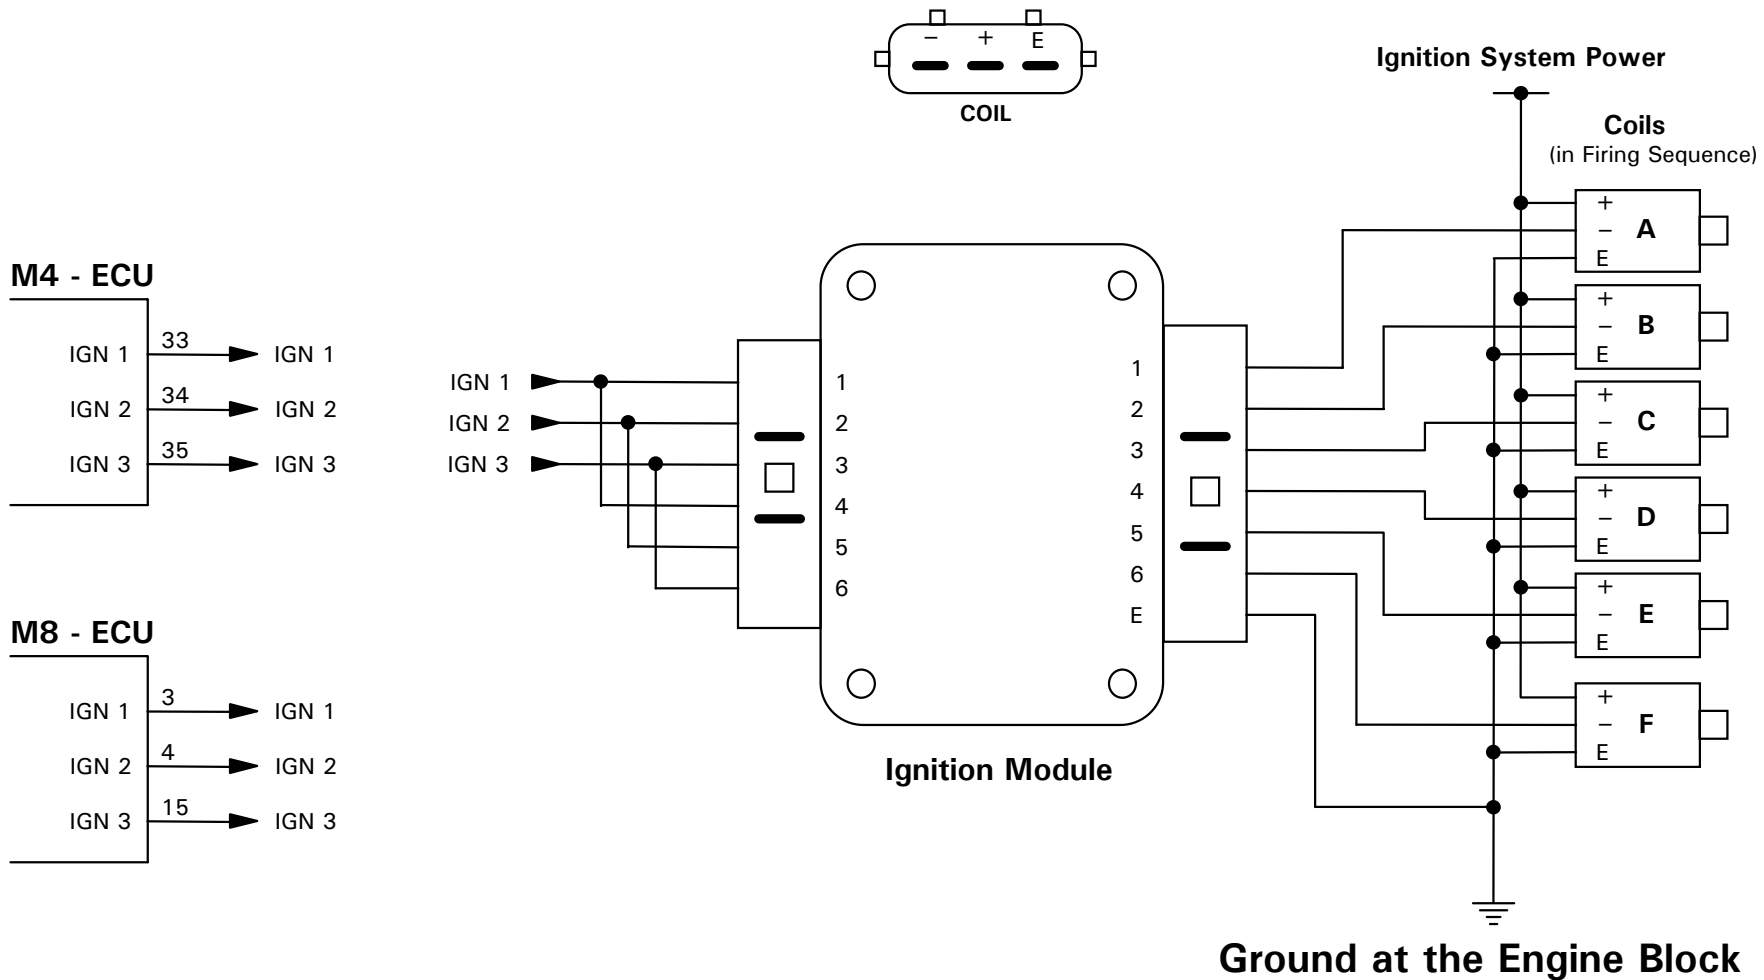 − + E
COIL
Ignition System Power
Coils
(in Firing Sequence)
M4 - ECU
IGN 1 33 IGN 1
IGN 2 34 IGN 2
IGN 3 35 IGN 3
M8 - ECU
IGN 1 3 IGN 1
IGN 2 4 IGN 2
IGN 3 15 IGN 3
IGN 1
IGN 2
IGN 3
1
2
3
4
5
6
1
2
3
4
5
6
E
Ignition Module
+
− A
E
+
− B
E
+
− C
E
+
− D
E
+
− E
E
+
− F
E
Ground at the Engine Block